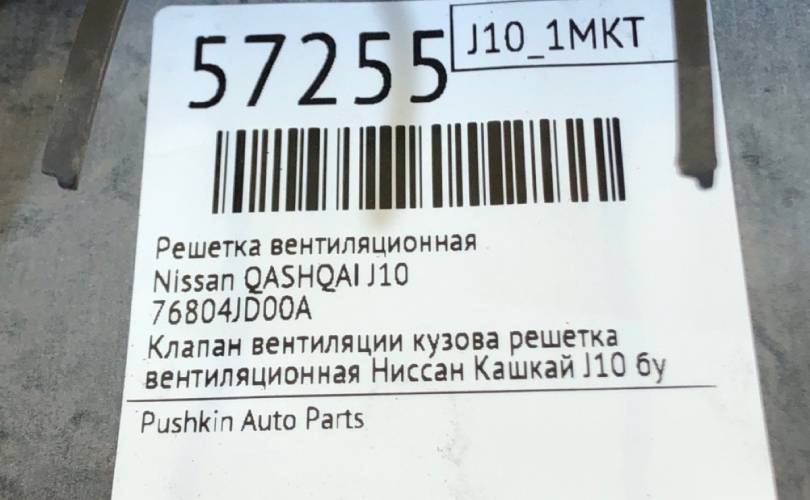 57255
J10_1MKT
Решетка вентиляционная
Nissan QASHQAI J10
76804JD00A
Клапан вентиляции кузова решетка
вентиляционная Ниссан Кашкай J10 бу
Pushkin Auto Parts